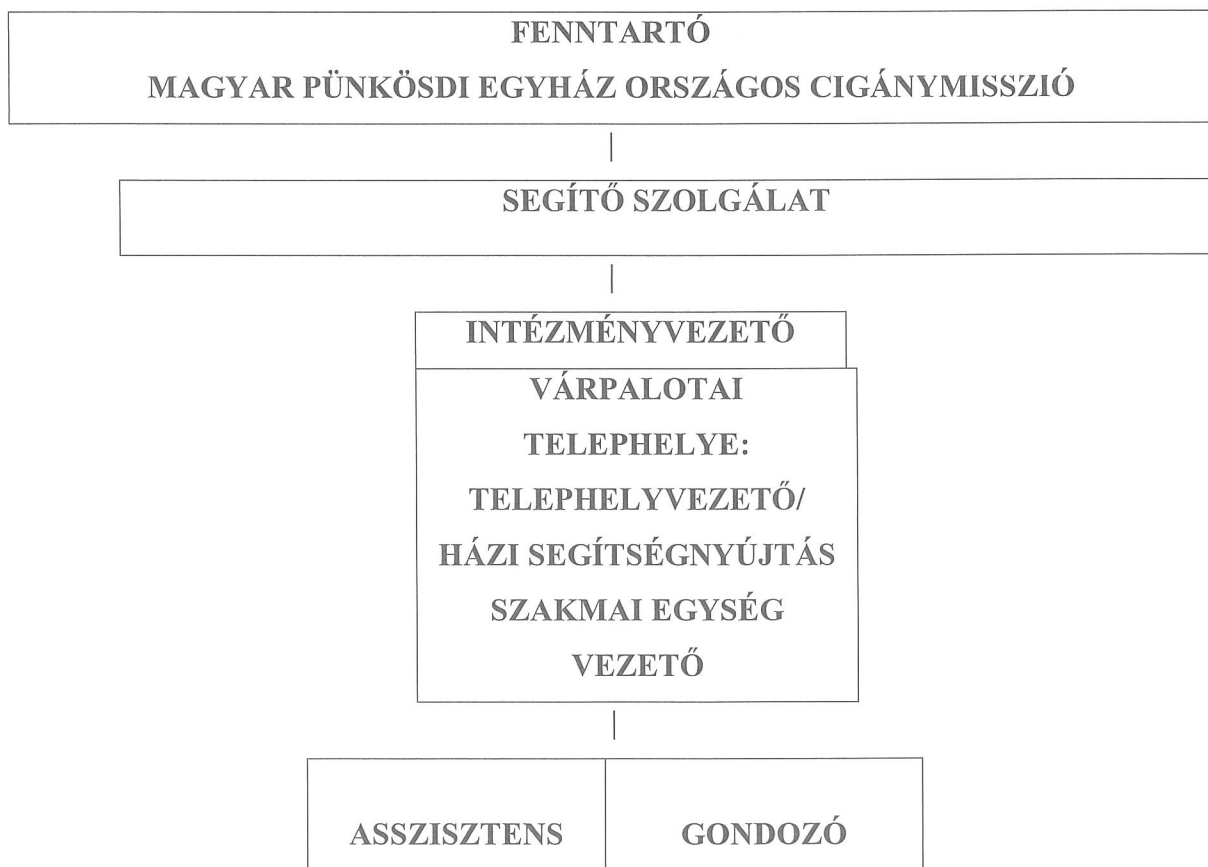 FENNTARTÓ
MAGYAR PÜNKÖSDI EGYHÁZ ORSZÁGOS CIGÁNYMISSZIÓ
SEGÍTŐ SZOLGÁLAT
INTÉZMÉNYVEZETŐ
VÁRPALOTAI
TELEPHELYE:
TELEPHELYVEZETŐ/
HÁZI SEGÍTSÉGNYÚJTÁS
SZAKMAI EGYSÉG
VEZETŐ
ASSZISZTENS GONDOZÓ